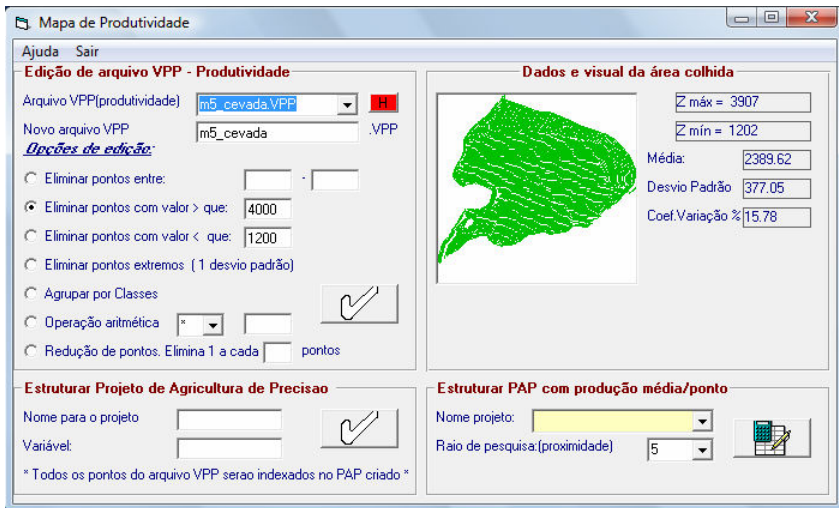 Mapa de Produtividade
Ajuda Sair
Edição de arquivo VPP - Produtividade
Arquivo VPP(produtividade) m5_cevada.VPP H
Novo arquivo VPP m5_cevada .VPP
Opções de edição:
Eliminar pontos entre: -
Eliminar pontos com valor > que: 4000
Eliminar pontos com valor < que: 1200
Eliminar pontos extremos ( 1 desvio padrão)
Agrupar por Classes
Operação aritmética *
Redução de pontos. Elimina 1 a cada pontos
Dados e visual da área colhida
Z máx = 3907
Z mín = 1202
Média: 2389.62
Desvio Padrão 377.05
Coef.Variação % 15.78
Estruturar Projeto de Agricultura de Precisao
Nome para o projeto
Variável:
* Todos os pontos do arquivo VPP serao indexados no PAP criado *
Estruturar PAP com produção média/ponto
Nome projeto:
Raio de pesquisa:(proximidade) 5